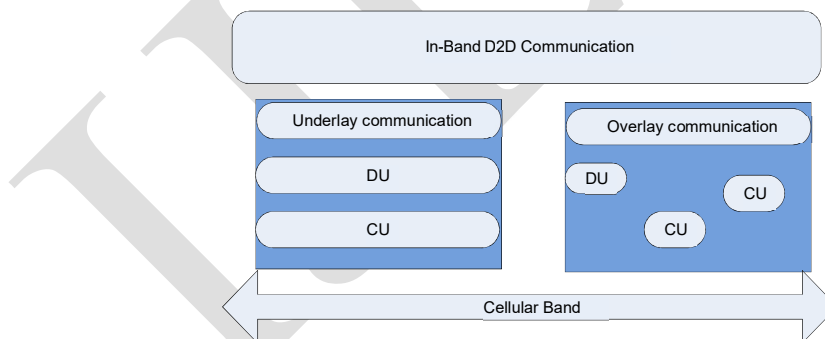 In-Band D2D Communication
Underlay communication
DU
CU
Overlay communication
DU
CU
CU
Cellular Band